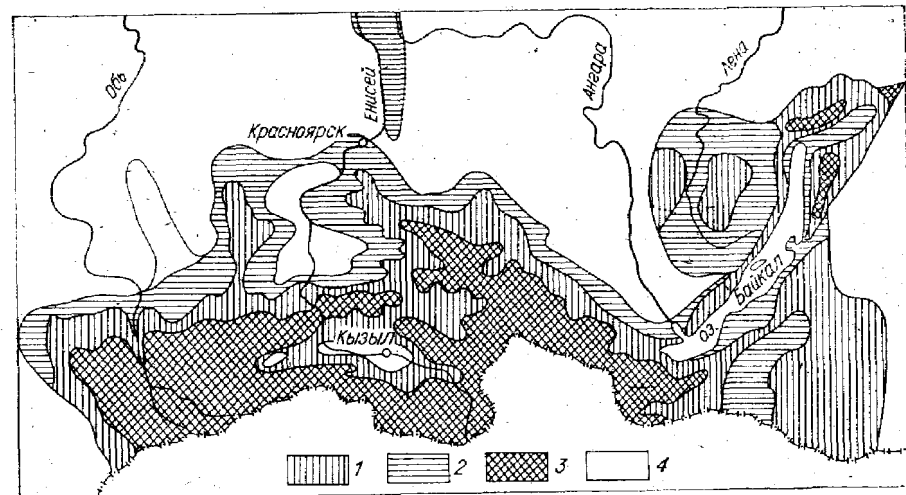 Обь
Енисей
Ангара
Лена
Красноярск
Кызыл
оз. Байкал
1 2 3 4